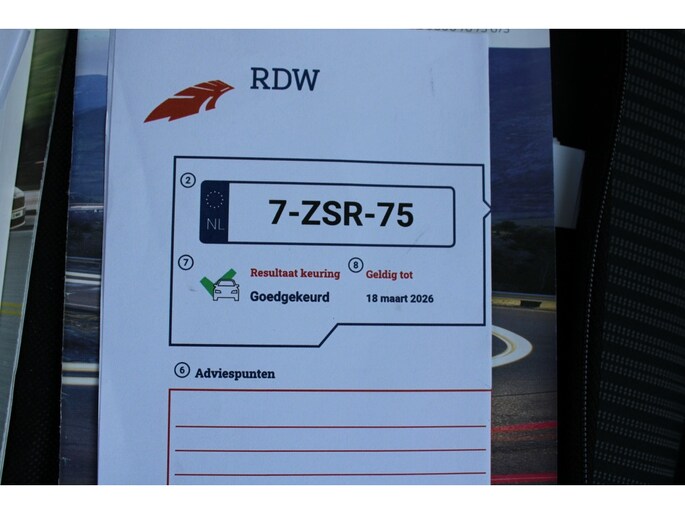 RDW
2
NL
7-ZSR-75
7
Resultaat keuring
Goedgekeurd
8
Geldig tot
18 maart 2026
6 Adviespunten